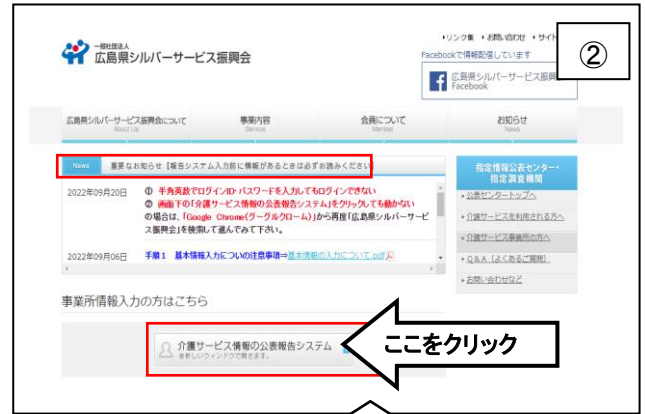 ・リンク集 ・お問い合わせ ・サイト
②
一般社団法人
広島県シルバーサービス振興会
Facebookで情報配信しています
広島県シルバーサービス振興
Facebook
広島県シルバーサービス振興会について 事業内容 会員について お知らせ
About Us Service Member News
News 重要なお知らせ【報告システム入力前に情報があるときは必ずお読みください
指定情報公表センター・
指定調査機関
2022年09月20日 ① 半角英数でログインID・パスワードを入力してもログインできない
② 画面下の「介護サービス情報の公表報告システム」をクリックしても動かない
の場合は、「Google Chrome(グーグルクローム)」から再度「広島県シルバーサービ
ス振興会」を検索して選んでみて下さい。
2022年09月06日 手順1 基本情報入力についの注意事項⇒基本情報の入力について.pdf
・公表センタートップへ
・介護サービスを利用される方へ
・介護サービス事業所の方へ
・Q&A(よくあるご質問)
・お問い合わせなど
事業所情報入力の方はこちら
介護サービス情報の公表報告システム
※新しいウィンドウで開きます。
ここをクリック